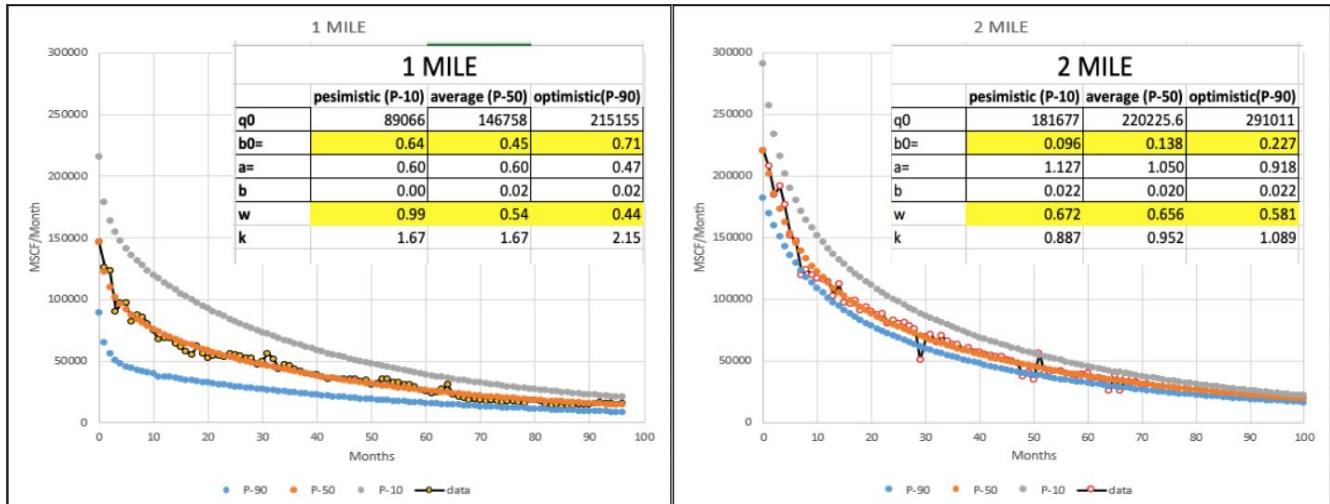 1 MILE
300000
250000
200000
150000
100000
50000
0
MSCF/Month
1 MILE
pesimistic (P-10) average (P-50) optimistic(P-90)
q0 89066 146758 215155
b0= 0.64 0.45 0.71
a= 0.60 0.60 0.47
b 0.00 0.02 0.02
w 0.99 0.54 0.44
k 1.67 1.67 2.15
0 10 20 30 40 50 60 70 80 90 100
Months
P-90 P-50 P-10 data
2 MILE
300000
250000
200000
150000
100000
50000
0
MSCF/Month
2 MILE
pesimistic (P-10) average (P-50) optimistic(P-90)
q0 181677 220225.6 291011
b0= 0.096 0.138 0.227
a= 1.127 1.050 0.918
b 0.022 0.020 0.022
w 0.672 0.656 0.581
k 0.887 0.952 1.089
0 10 20 30 40 50 60 70 80 90 100
Months
P-90 P-50 P-10 data